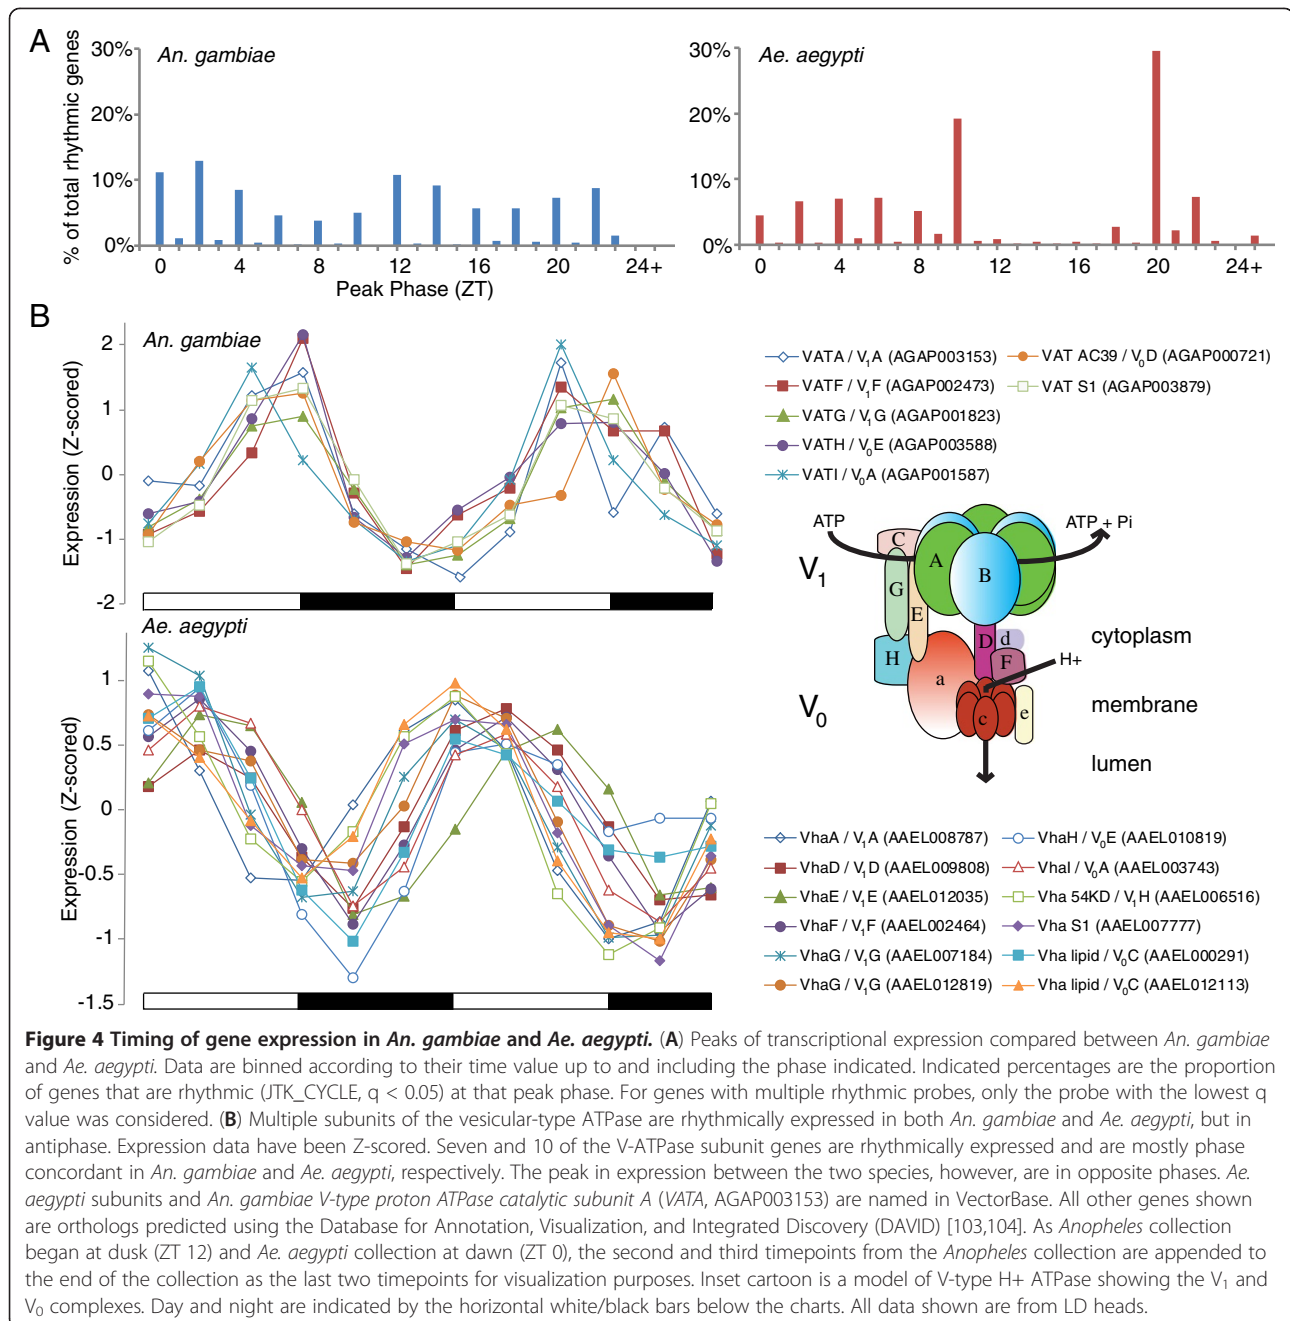 A
An. gambiae
Ae. aegypti
% of total rhythmic genes
30%
20%
10%
0%
30%
20%
10%
0%
0 4 8 12 16 20 24+
0 4 8 12 16 20 24+
Peak Phase (ZT)
B
An. gambiae
Expression (Z-scored)
2
1
0
-1
-2
VATA / V1A (AGAP003153)
VATF / V1F (AGAP002473)
VATG / V1G (AGAP001823)
VATH / V0E (AGAP003588)
VATI / V0A (AGAP001587)
VAT AC39 / V0D (AGAP000721)
VAT S1 (AGAP003879)
ATP
ATP + Pi
V1
V0
C
A
B
G
E
H
a
D
d
F
c
e
H+
cytoplasm
membrane
lumen
Ae. aegypti
Expression (Z-scored)
1
0.5
0
-0.5
-1
-1.5
VhaA / V1A (AAEL008787)
VhaD / V1D (AAEL009808)
VhaE / V1E (AAEL012035)
VhaF / V1F (AAEL002464)
VhaG / V1G (AAEL007184)
VhaG / V1G (AAEL012819)
VhaH / V0E (AAEL010819)
VhaI / V0A (AAEL003743)
Vha 54KD / V1H (AAEL006516)
Vha S1 (AAEL007777)
Vha lipid / V0C (AAEL000291)
Vha lipid / V0C (AAEL012113)
Figure 4 Timing of gene expression in An. gambiae and Ae. aegypti. (A) Peaks of transcriptional expression compared between An. gambiae
and Ae. aegypti. Data are binned according to their time value up to and including the phase indicated. Indicated percentages are the proportion
of genes that are rhythmic (JTK_CYCLE, q < 0.05) at that peak phase. For genes with multiple rhythmic probes, only the probe with the lowest q
value was considered. (B) Multiple subunits of the vesicular-type ATPase are rhythmically expressed in both An. gambiae and Ae. aegypti, but in
antiphase. Expression data have been Z-scored. Seven and 10 of the V-ATPase subunit genes are rhythmically expressed and are mostly phase
concordant in An. gambiae and Ae. aegypti, respectively. The peak in expression between the two species, however, are in opposite phases. Ae.
aegypti subunits and An. gambiae V-type proton ATPase catalytic subunit A (VATA, AGAP003153) are named in VectorBase. All other genes shown
are orthologs predicted using the Database for Annotation, Visualization, and Integrated Discovery (DAVID) [103,104]. As Anopheles collection
began at dusk (ZT 12) and Ae. aegypti collection at dawn (ZT 0), the second and third timepoints from the Anopheles collection are appended to
the end of the collection as the last two timepoints for visualization purposes. Inset cartoon is a model of V-type H+ ATPase showing the V1 and
V0 complexes. Day and night are indicated by the horizontal white/black bars below the charts. All data shown are from LD heads.